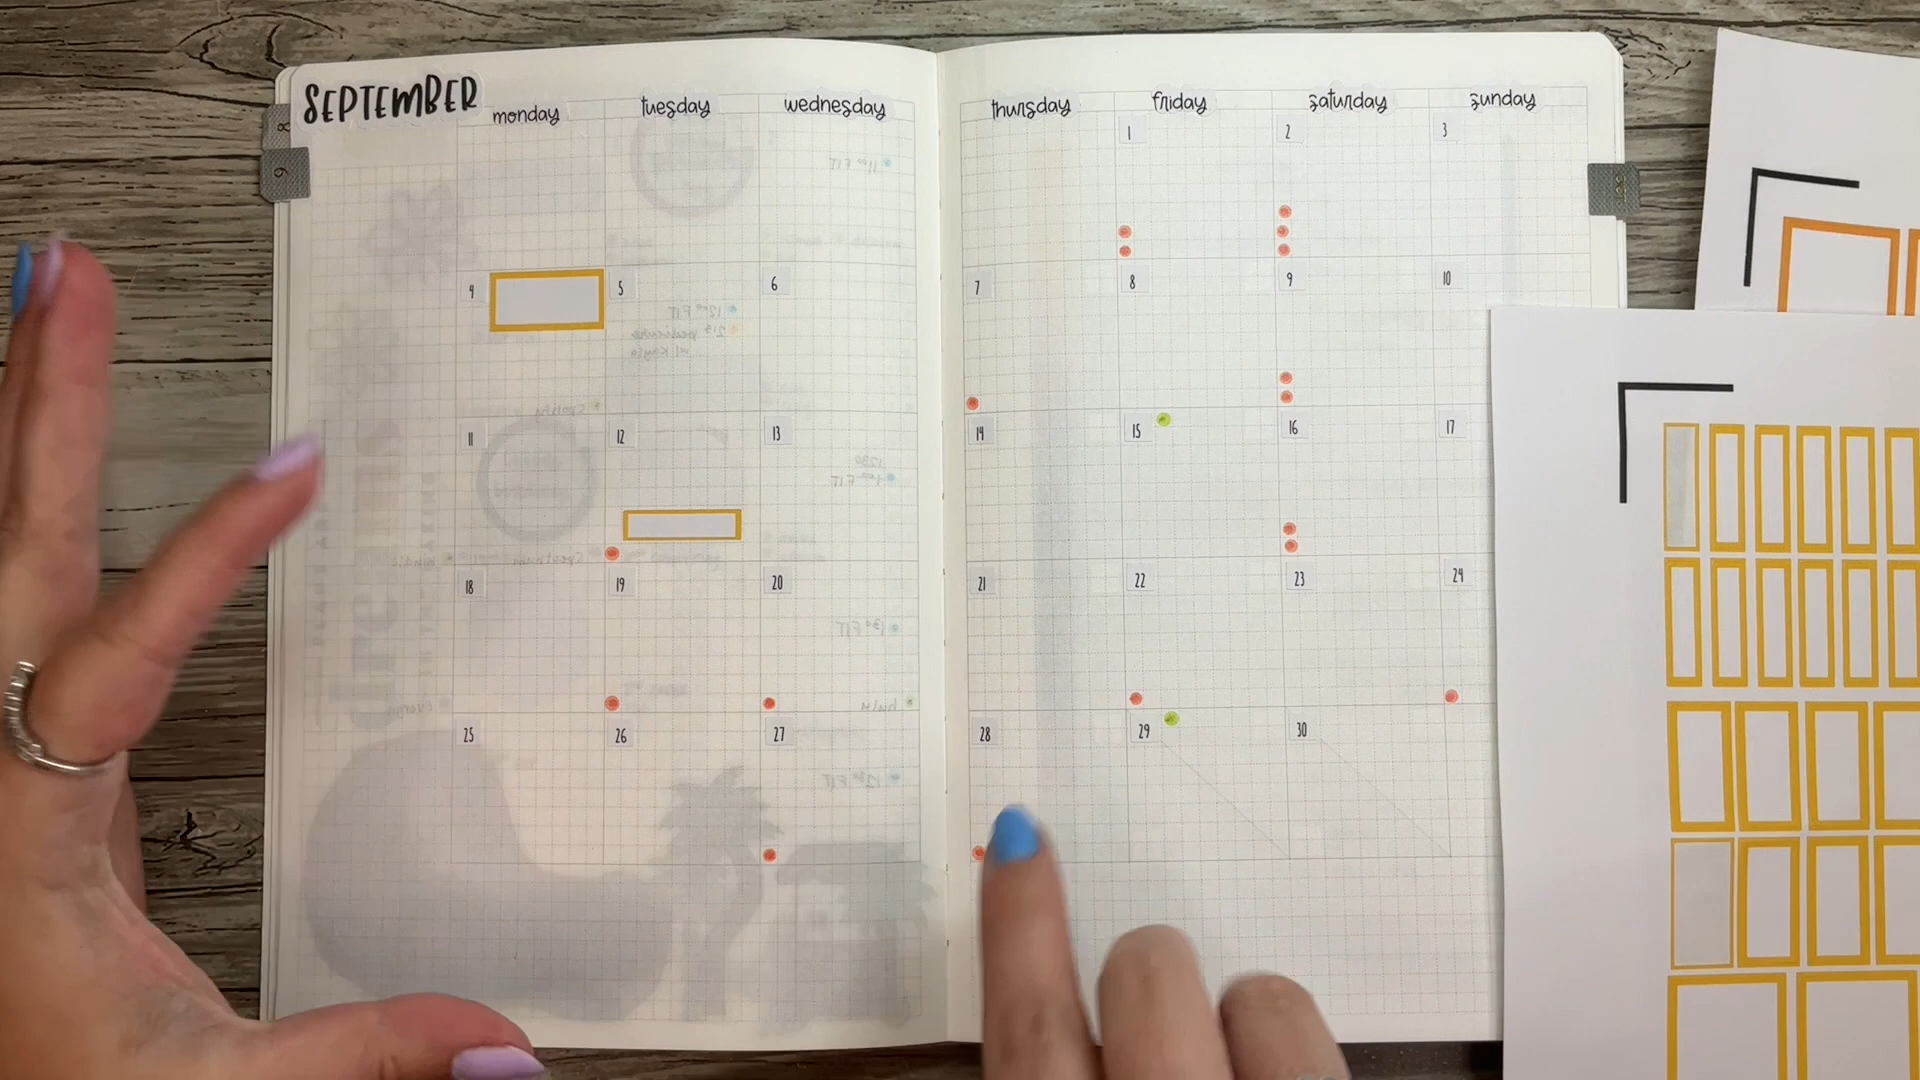 SEPTEMBER
monday tuesday wednesday thursday friday saturday sunday
1 2 3
4 5 6 7 8 9 10
11 12 13 14 15 16 17
18 19 20 21 22 23 24
25 26 27 28 29 30
8
9